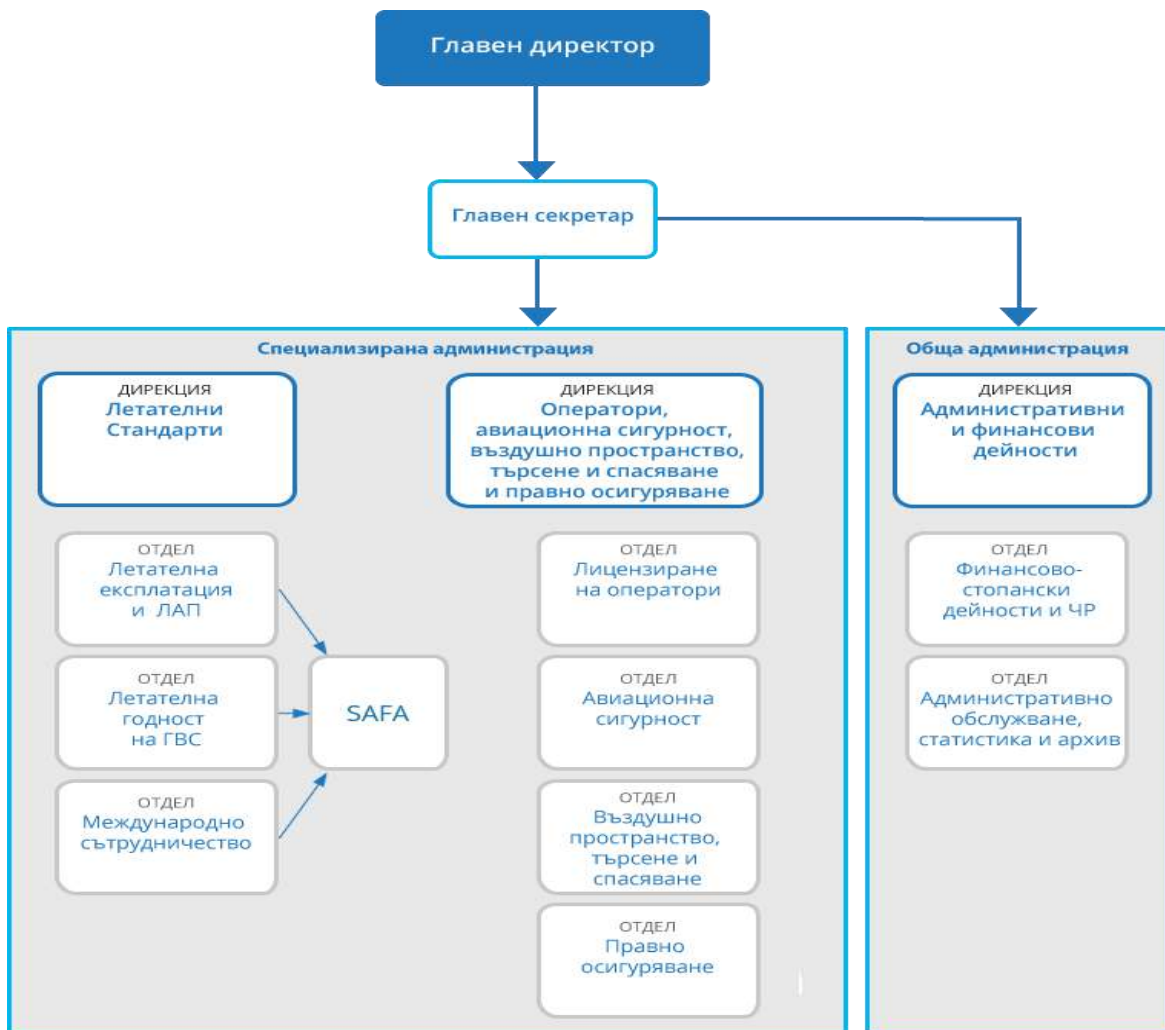 Главен директор
Главен секретар
Специализирана администрация
ДИРЕКЦИЯ
Летателни
Стандарти
ДИРЕКЦИЯ
Оператори,
авиационна сигурност,
въздушно пространство,
търсене и спасяване
и правно осигуряване
ОТДЕЛ
Летателна
експлатация
и ЛАП
ОТДЕЛ
Летателна
годност
на ГВС
ОТДЕЛ
Международно
сътрудничество
SAFA
ОТДЕЛ
Лицензиране
на оператори
ОТДЕЛ
Авиационна
сигурност
ОТДЕЛ
Въздушно
пространство,
търсене и
спасяване
ОТДЕЛ
Правно
осигуряване
Обща администрация
ДИРЕКЦИЯ
Административни
и финансови
дейности
ОТДЕЛ
Финансово-
стопански
дейности и ЧР
ОТДЕЛ
Административно
обслужване,
статистика и архив